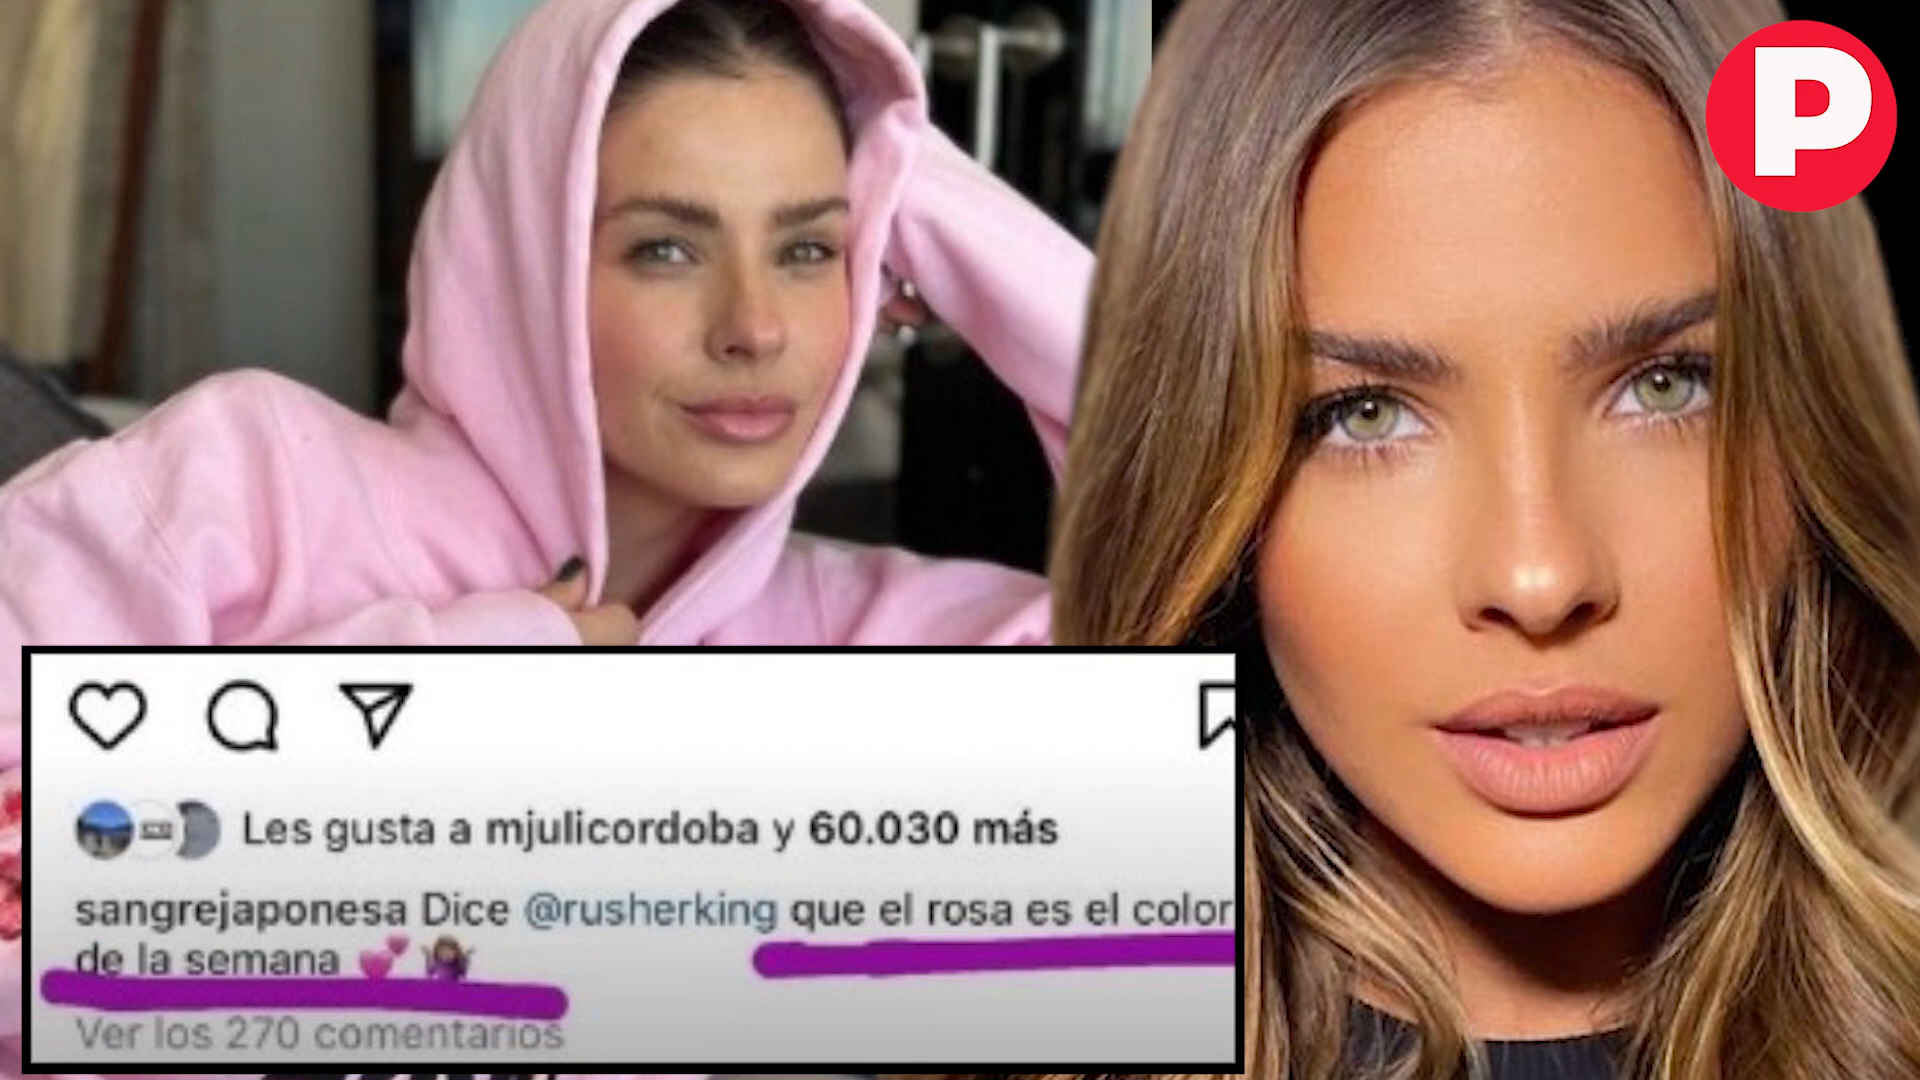 P
Les gusta a mjulicordoba y 60.030 más
sangrejaponesa Dice @rusherking que el rosa es el color
de la semana 💕 🤷🏽‍♀️
Ver los 270 comentarios